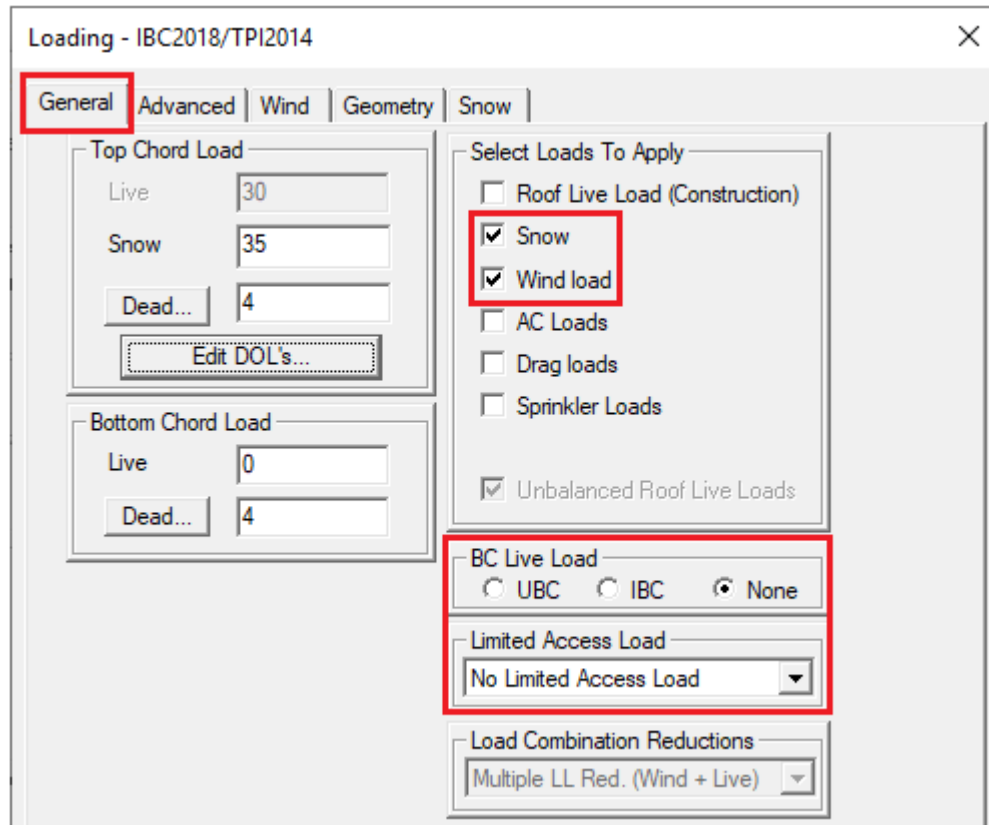 Loading - IBC2018/TPI2014
General
Advanced
Wind
Geometry
Snow
Top Chord Load
Live
30
Snow
35
Dead...
4
Edit DOL's...
Bottom Chord Load
Live
0
Dead...
4
Select Loads To Apply
Roof Live Load (Construction)
Snow
Wind load
AC Loads
Drag loads
Sprinkler Loads
Unbalanced Roof Live Loads
BC Live Load
UBC
IBC
None
Limited Access Load
No Limited Access Load
Load Combination Reductions
Multiple LL Red. (Wind + Live)